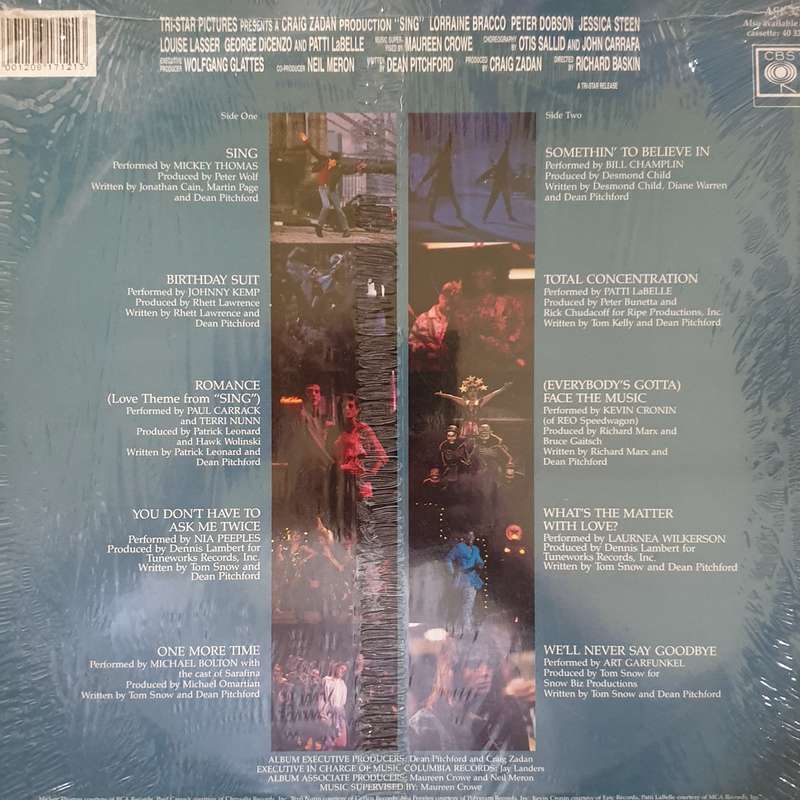 TRI-STAR PICTURES PRESENTS A CRAIG ZADAN PRODUCTION "SING" LORRAINE BRACCO PETER DOBSON JESSICA STEEN
LOUISE LASSER GEORGE DICENZO AND PATTI LaBELLE MUSIC SUPERVISED BY MAUREEN CROWE CHOREOGRAPHY BY OTIS SALLID AND JOHN CARRAFA
EXECUTIVE PRODUCER WOLFGANG GLATTES CO-PRODUCER NEIL MERON WRITTEN BY DEAN PITCHFORD PRODUCED BY CRAIG ZADAN DIRECTED BY RICHARD BASKIN
A TRI-STAR RELEASE
Also available
cassette: 40
CBS
Side One
SING
Performed by MICKEY THOMAS
Produced by Peter Wolf
Written by Jonathan Cain, Martin Page
and Dean Pitchford
BIRTHDAY SUIT
Performed by JOHNNY KEMP
Produced by Rhett Lawrence
Written by Rhett Lawrence and
Dean Pitchford
ROMANCE
(Love Theme from "SING")
Performed by PAUL CARRACK
and TERRI NUNN
Produced by Patrick Leonard
and Hawk Wolinski
Written by Patrick Leonard and
Dean Pitchford
YOU DON'T HAVE TO
ASK ME TWICE
Performed by NIA PEEPLES
Produced by Dennis Lambert for
Tuneworks Records, Inc.
Written by Tom Snow and
Dean Pitchford
ONE MORE TIME
Performed by MICHAEL BOLTON with
the cast of Sarafina
Produced by Michael Omartian
Written by Tom Snow and Dean Pitchford
Side Two
SOMETHIN' TO BELIEVE IN
Performed by BILL CHAMPLIN
Produced by Desmond Child
Written by Desmond Child, Diane Warren
and Dean Pitchford
TOTAL CONCENTRATION
Performed by PATTI LaBELLE
Produced by Peter Bunetta and
Rick Chudacoff for Ripe Productions, Inc.
Written by Tom Kelly and Dean Pitchford
(EVERYBODY'S GOTTA)
FACE THE MUSIC
Performed by KEVIN CRONIN
(of REO Speedwagon)
Produced by Richard Marx and
Bruce Gaitsch
Written by Richard Marx and
Dean Pitchford
WHAT'S THE MATTER
WITH LOVE?
Performed by LAURNEA WILKERSON
Produced by Dennis Lambert for
Tuneworks Records, Inc.
Written by Tom Snow and Dean Pitchford
WE'LL NEVER SAY GOODBYE
Performed by ART GARFUNKEL
Produced by Tom Snow for
Snow Biz Productions
Written by Tom Snow and Dean Pitchford
ALBUM EXECUTIVE PRODUCERS: Dean Pitchford and Craig Zadan
EXECUTIVE IN CHARGE OF MUSIC COLUMBIA RECORDS: Jay Landers
ALBUM ASSOCIATE PRODUCERS: Maureen Crowe and Neil Meron
MUSIC SUPERVISED BY: Maureen Crowe